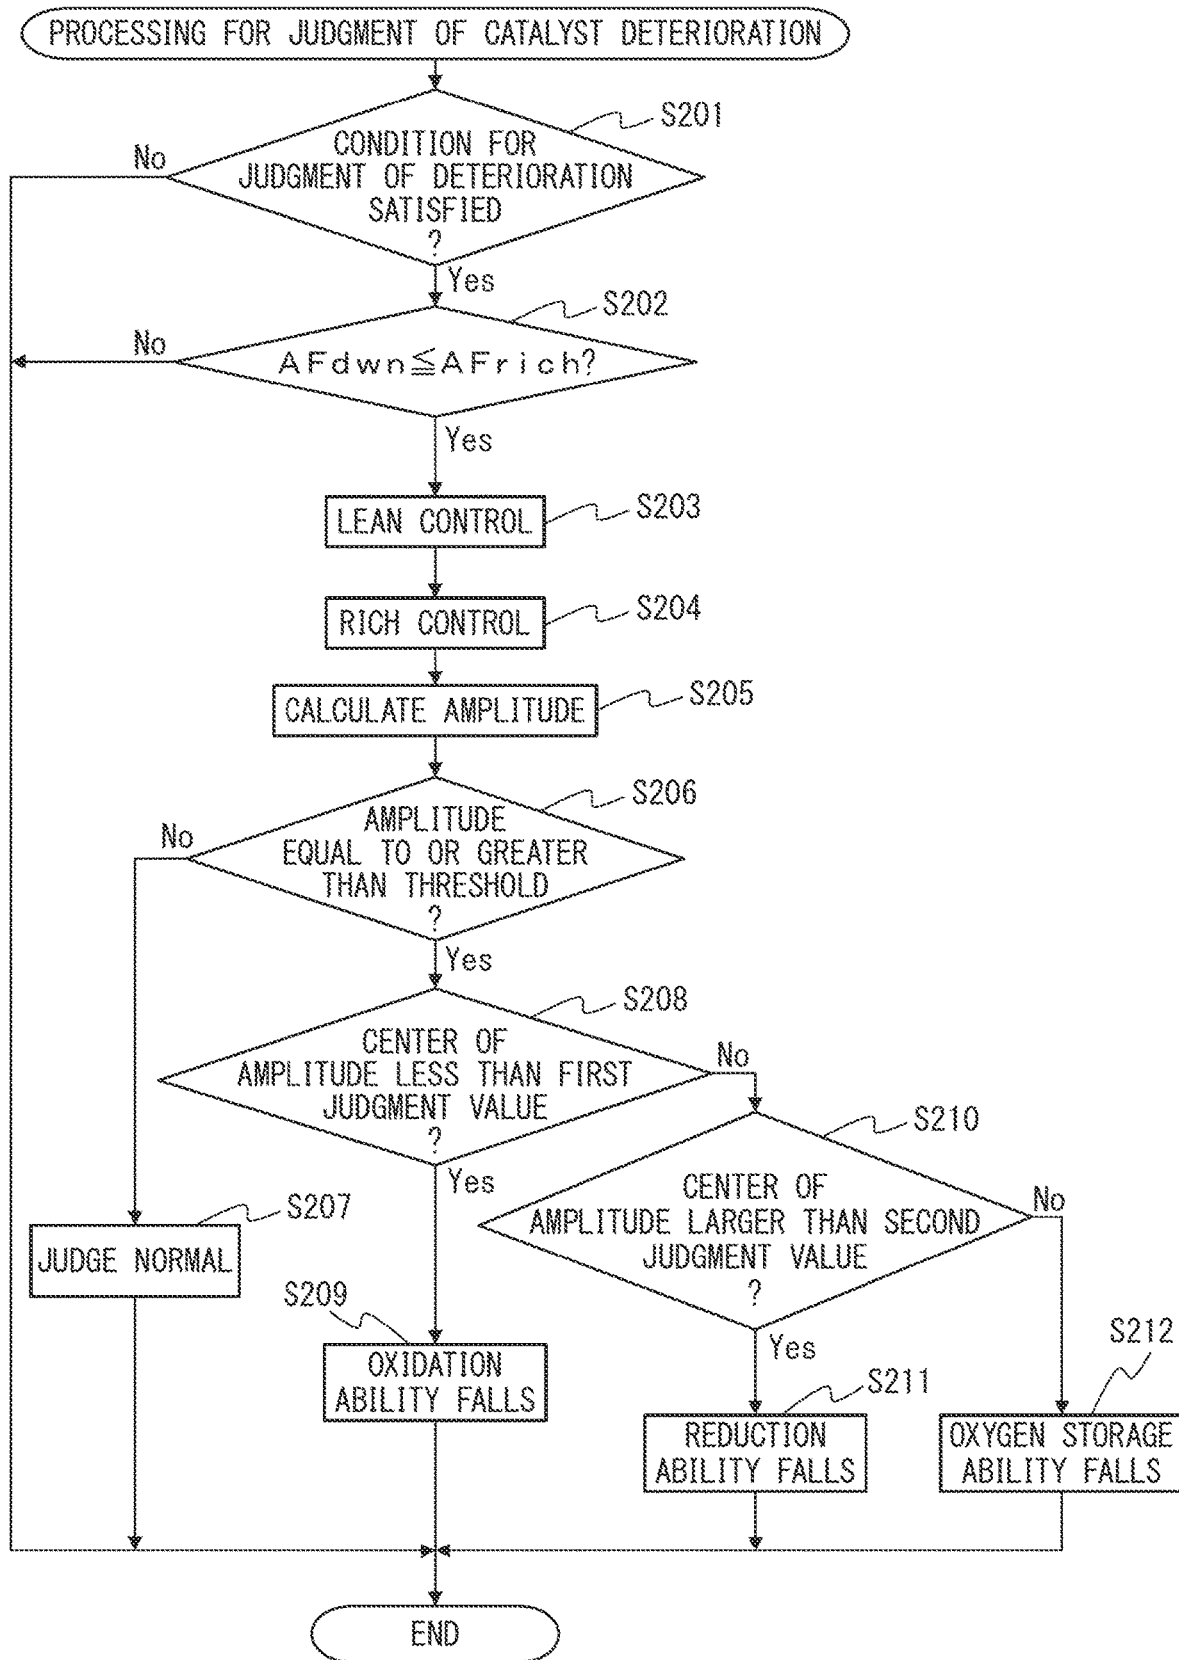 PROCESSING FOR JUDGMENT OF CATALYST DETERIORATION
S201
No
CONDITION FOR
JUDGMENT OF DETERIORATION
SATISFIED
?
Yes
S202
No
AFdwn≦AFrich?
Yes
LEAN CONTROL
S203
RICH CONTROL
S204
CALCULATE AMPLITUDE
S205
S206
No
AMPLITUDE
EQUAL TO OR GREATER
THAN THRESHOLD
?
Yes
S208
No
CENTER OF
AMPLITUDE LESS THAN FIRST
JUDGMENT VALUE
?
Yes
S210
No
CENTER OF
AMPLITUDE LARGER THAN SECOND
JUDGMENT VALUE
?
Yes
S207
JUDGE NORMAL
S209
OXIDATION
ABILITY FALLS
S211
REDUCTION
ABILITY FALLS
S212
OXYGEN STORAGE
ABILITY FALLS
END